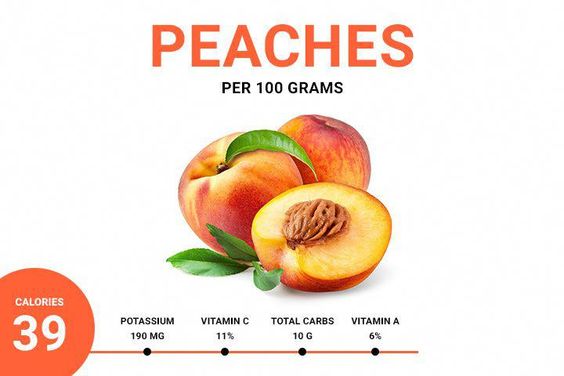 PEACHES
PER 100 GRAMS
CALORIES
39
POTASSIUM
190 MG
VITAMIN C
11%
TOTAL CARBS
10 G
VITAMIN A
6%